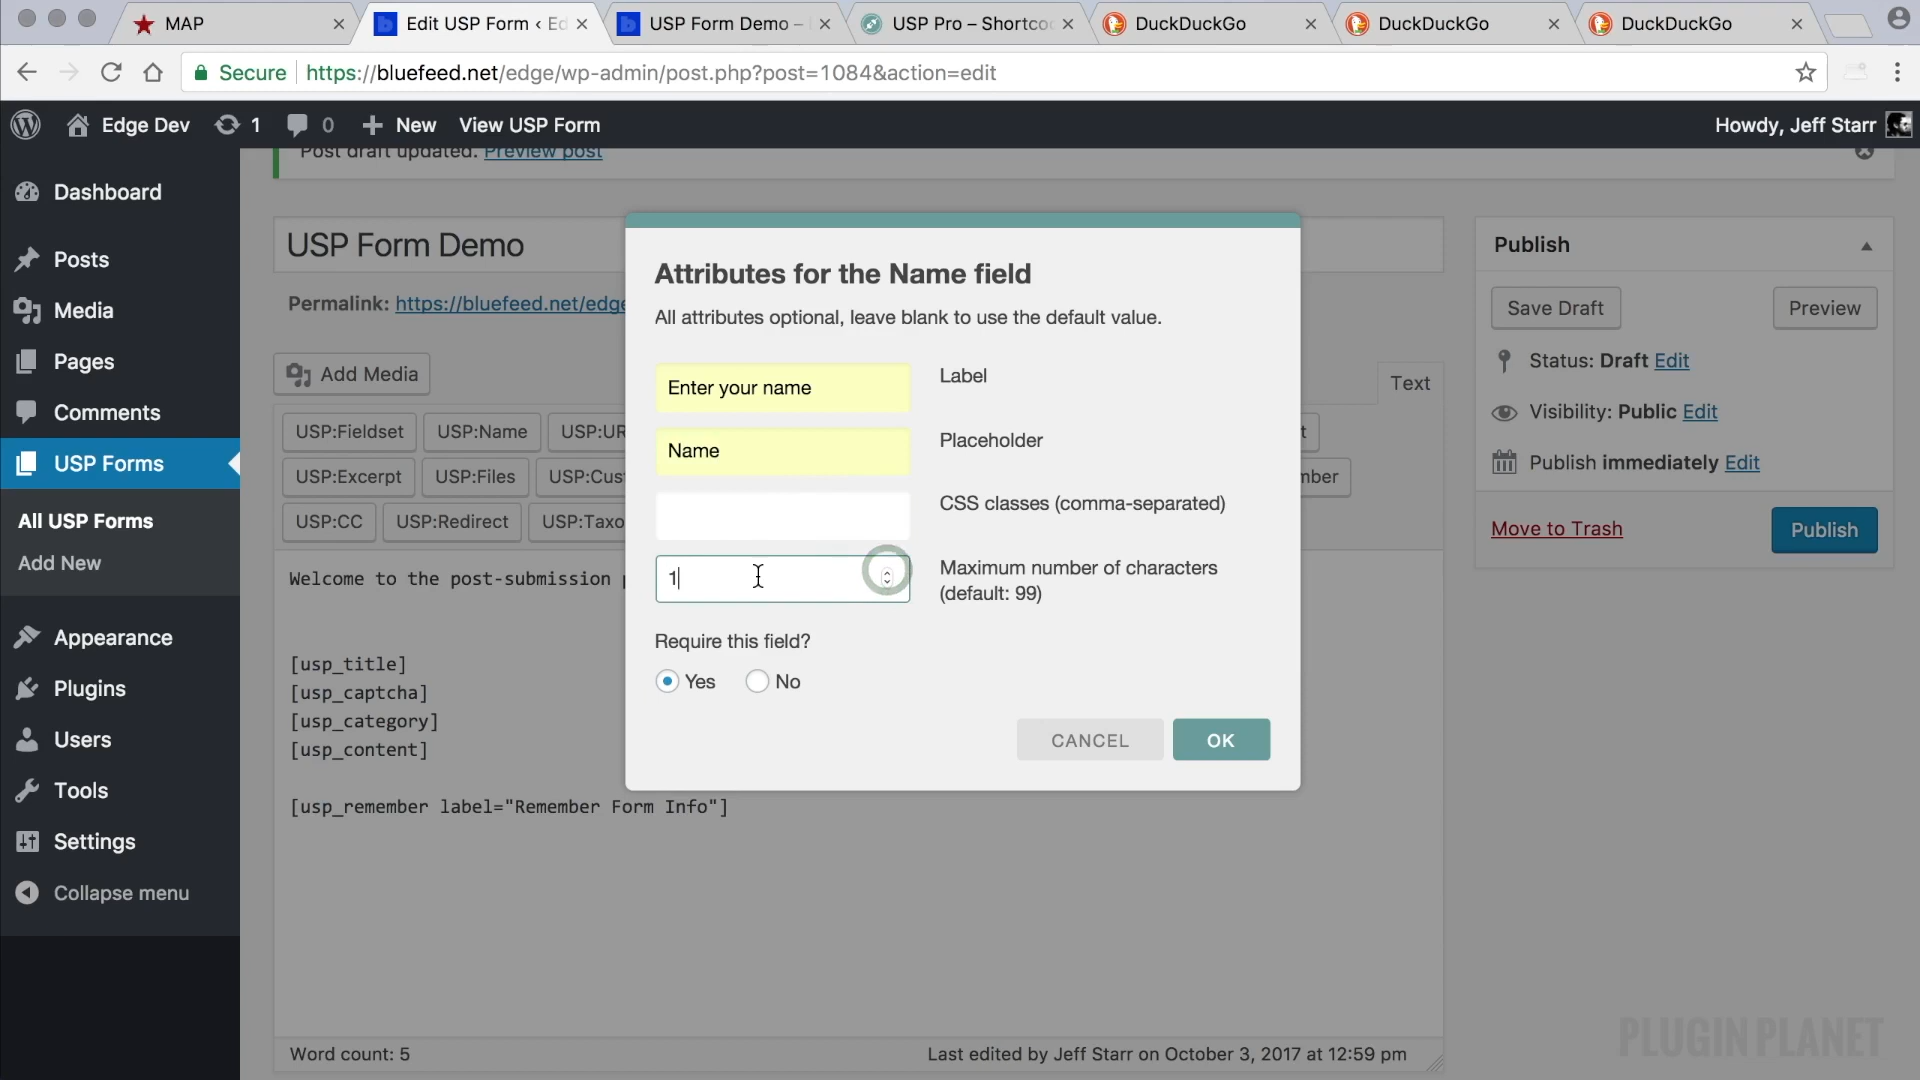 MAP
Edit USP Form ‹ Ed
USP Form Demo –
USP Pro – Shortco
DuckDuckGo
DuckDuckGo
DuckDuckGo
Secure
https://bluefeed.net/edge/wp-admin/post.php?post=1084&action=edit
Edge Dev
1
0
New
View USP Form
Howdy, Jeff Starr
Post draft updated. Preview post
Dashboard
Posts
Media
Pages
Comments
USP Forms
All USP Forms
Add New
Appearance
Plugins
Users
Tools
Settings
Collapse menu
USP Form Demo
Permalink: https://bluefeed.net/edge
Add Media
Text
USP:Fieldset
USP:Name
USP:UR
USP:Excerpt
USP:Files
USP:Cus
USP:CC
USP:Redirect
USP:Taxo
Welcome to the post-submission
[usp_title]
[usp_captcha]
[usp_category]
[usp_content]
[usp_remember label="Remember Form Info"]
Word count: 5
Last edited by Jeff Starr on October 3, 2017 at 12:59 pm
Attributes for the Name field
All attributes optional, leave blank to use the default value.
Enter your name
Label
Name
Placeholder
CSS classes (comma-separated)
1
Maximum number of characters
(default: 99)
Require this field?
Yes
No
CANCEL
OK
Publish
Save Draft
Preview
Status: Draft Edit
Visibility: Public Edit
Publish immediately Edit
Move to Trash
Publish
PLUGIN PLANET